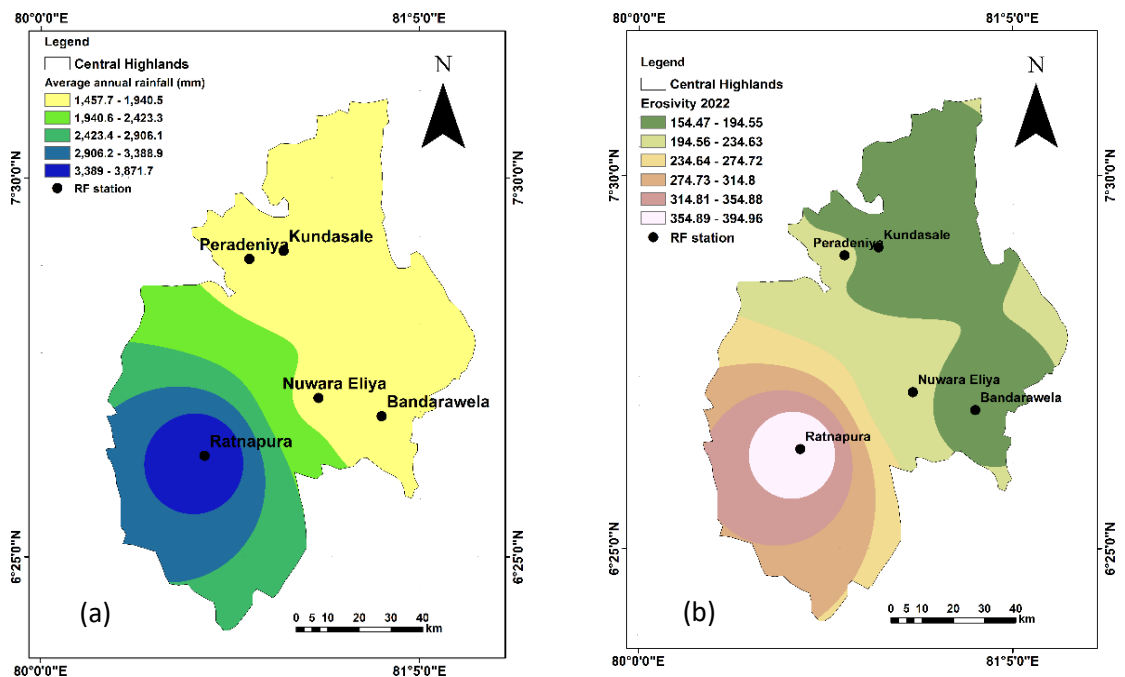 80°0'0"E
81°5'0"E
Legend
Central Highlands
Average annual rainfall (mm)
1,457.7 - 1,940.5
1,940.6 - 2,423.3
2,423.4 - 2,906.1
2,906.2 - 3,388.9
3,389 - 3,871.7
RF station
N
7°30'0"N
7°30'0"N
Peradeniya
Kundasale
Nuwara Eliya
Bandarawela
Ratnapura
6°25'0"N
6°25'0"N
(a)
0 5 10 20 30 40
km
80°0'0"E
81°5'0"E
80°0'0"E
81°5'0"E
Legend
Central Highlands
Erosivity 2022
154.47 - 194.55
194.56 - 234.63
234.64 - 274.72
274.73 - 314.8
314.81 - 354.88
354.89 - 394.96
RF station
N
7°30'0"N
7°30'0"N
Peradeniya
Kundasale
Nuwara Eliya
Bandarawela
Ratnapura
6°25'0"N
6°25'0"N
(b)
0 5 10 20 30 40
km
80°0'0"E
81°5'0"E